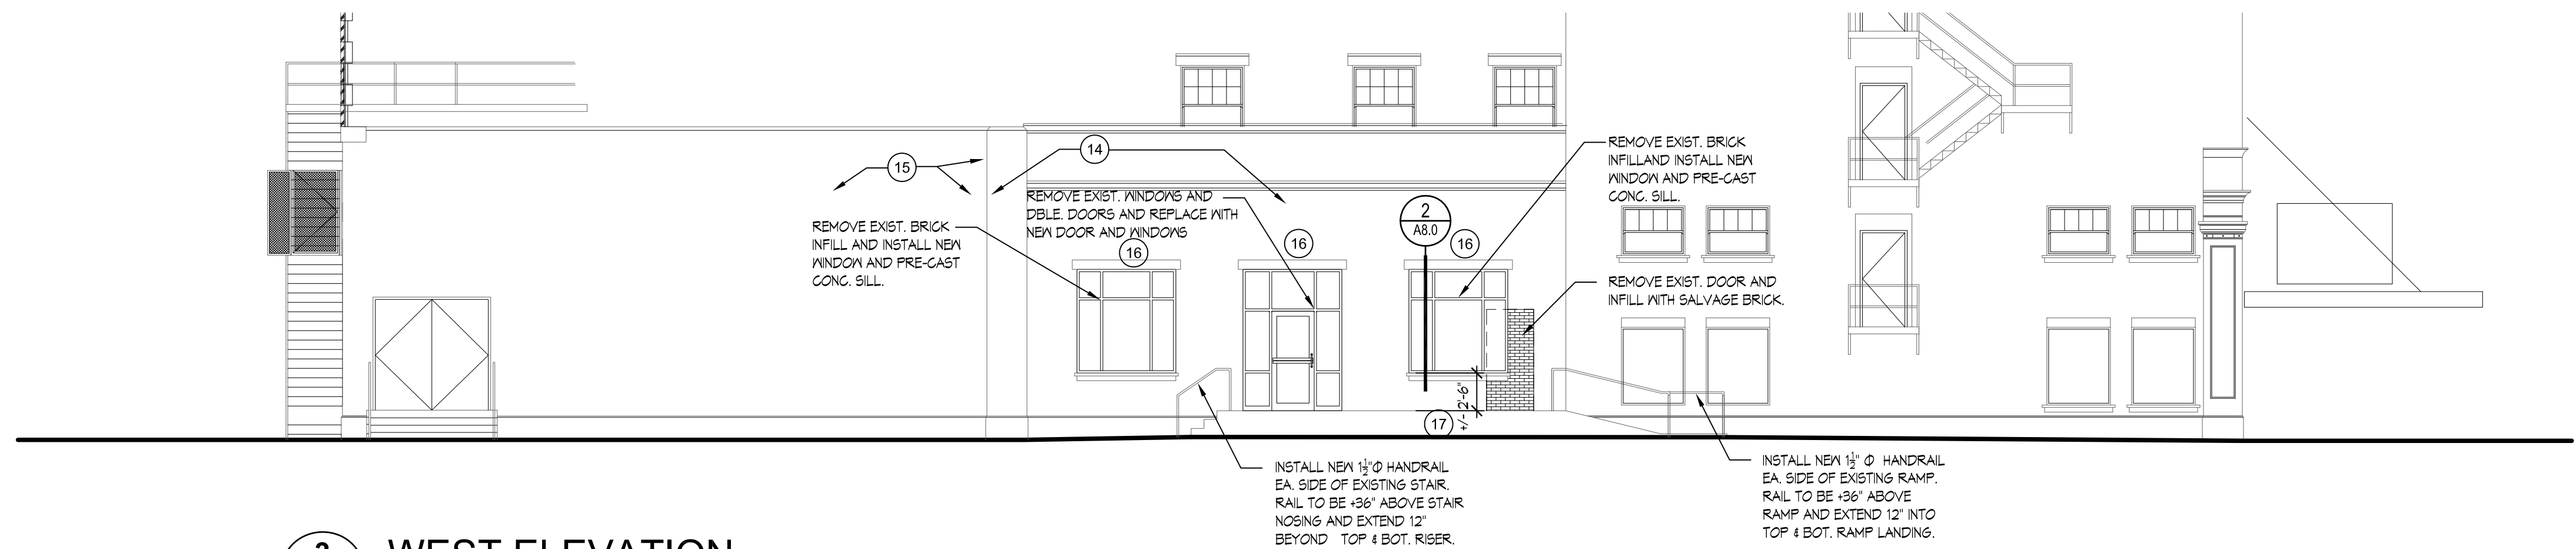 15
14
REMOVE EXIST. BRICK
INFILL AND INSTALL NEW
WINDOW AND PRE-CAST
CONC. SILL.
REMOVE EXIST. WINDOWS AND
DBLE. DOORS AND REPLACE WITH
NEW DOOR AND WINDOWS
16
16
2
A8.0
16
REMOVE EXIST. BRICK
INFILLAND INSTALL NEW
WINDOW AND PRE-CAST
CONC. SILL.
REMOVE EXIST. DOOR AND
INFILL WITH SALVAGE BRICK.
+/- 2'-6"
17
INSTALL NEW 1½"Φ HANDRAIL
EA. SIDE OF EXISTING STAIR.
RAIL TO BE +36" ABOVE STAIR
NOSING AND EXTEND 12"
BEYOND TOP & BOT. RISER.
INSTALL NEW 1½" Φ HANDRAIL
EA. SIDE OF EXISTING RAMP.
RAIL TO BE +36" ABOVE
RAMP AND EXTEND 12" INTO
TOP & BOT. RAMP LANDING.
WEST ELEVATION